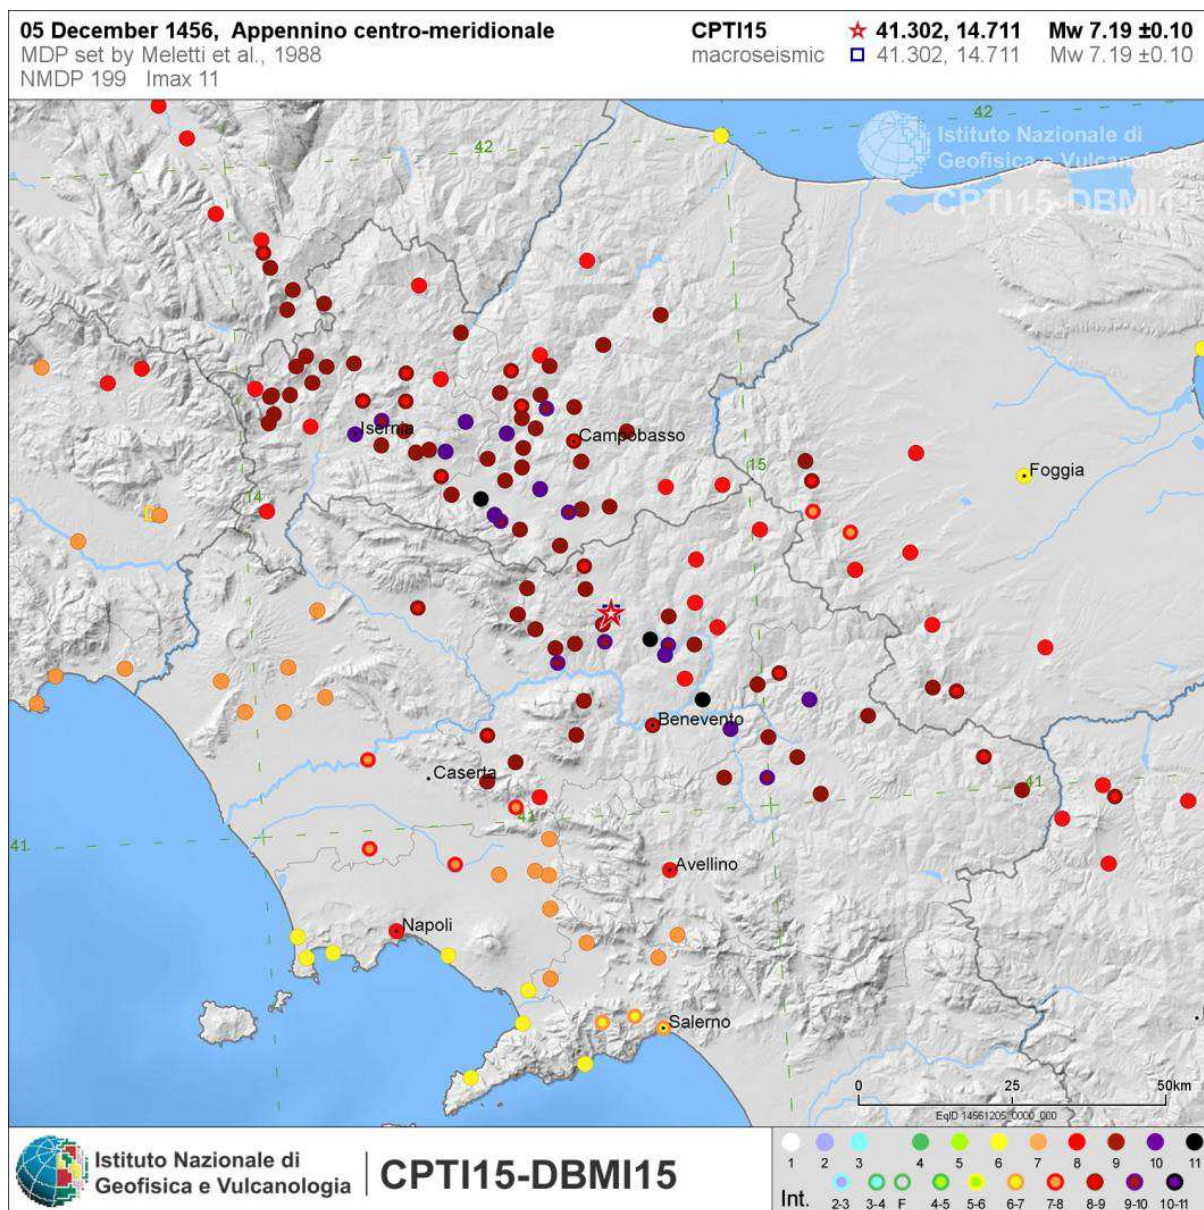 05 December 1456, Appennino centro-meridionale
MDP set by Meletti et al., 1988
NMDP 199 Imax 11
CPTI15 41.302, 14.711 Mw 7.19 ±0.10
macroseismic 41.302, 14.711 Mw 7.19 ±0.10
42
42
Istituto Nazionale di
Geofisica e Vulcanologia
CPTI15-DBMI15
Isernia
Campobasso
15
Foggia
14
Benevento
Caserta
41
41
41
Avellino
Napoli
Salerno
0 25 50km
EqID 14561205_0000_000
Istituto Nazionale di
Geofisica e Vulcanologia
CPTI15-DBMI15
1 2 3 4 5 6 7 8 9 10 11
Int. 2-3 3-4 F 4-5 5-6 6-7 7-8 8-9 9-10 10-11